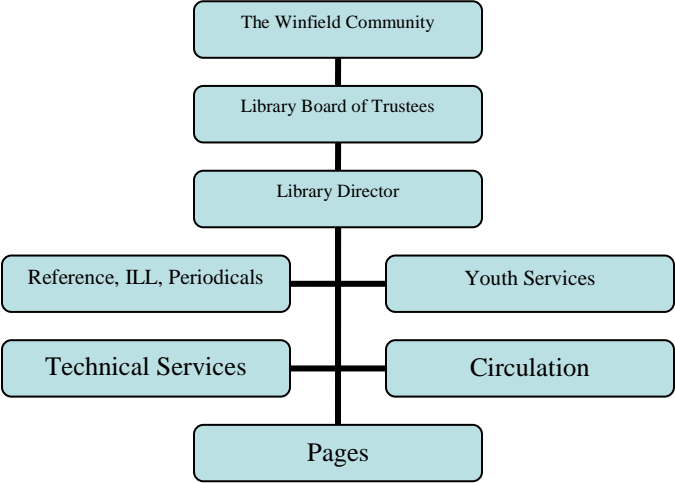 The Winfield Community
Library Board of Trustees
Library Director
Reference, ILL, Periodicals
Youth Services
Technical Services
Circulation
Pages